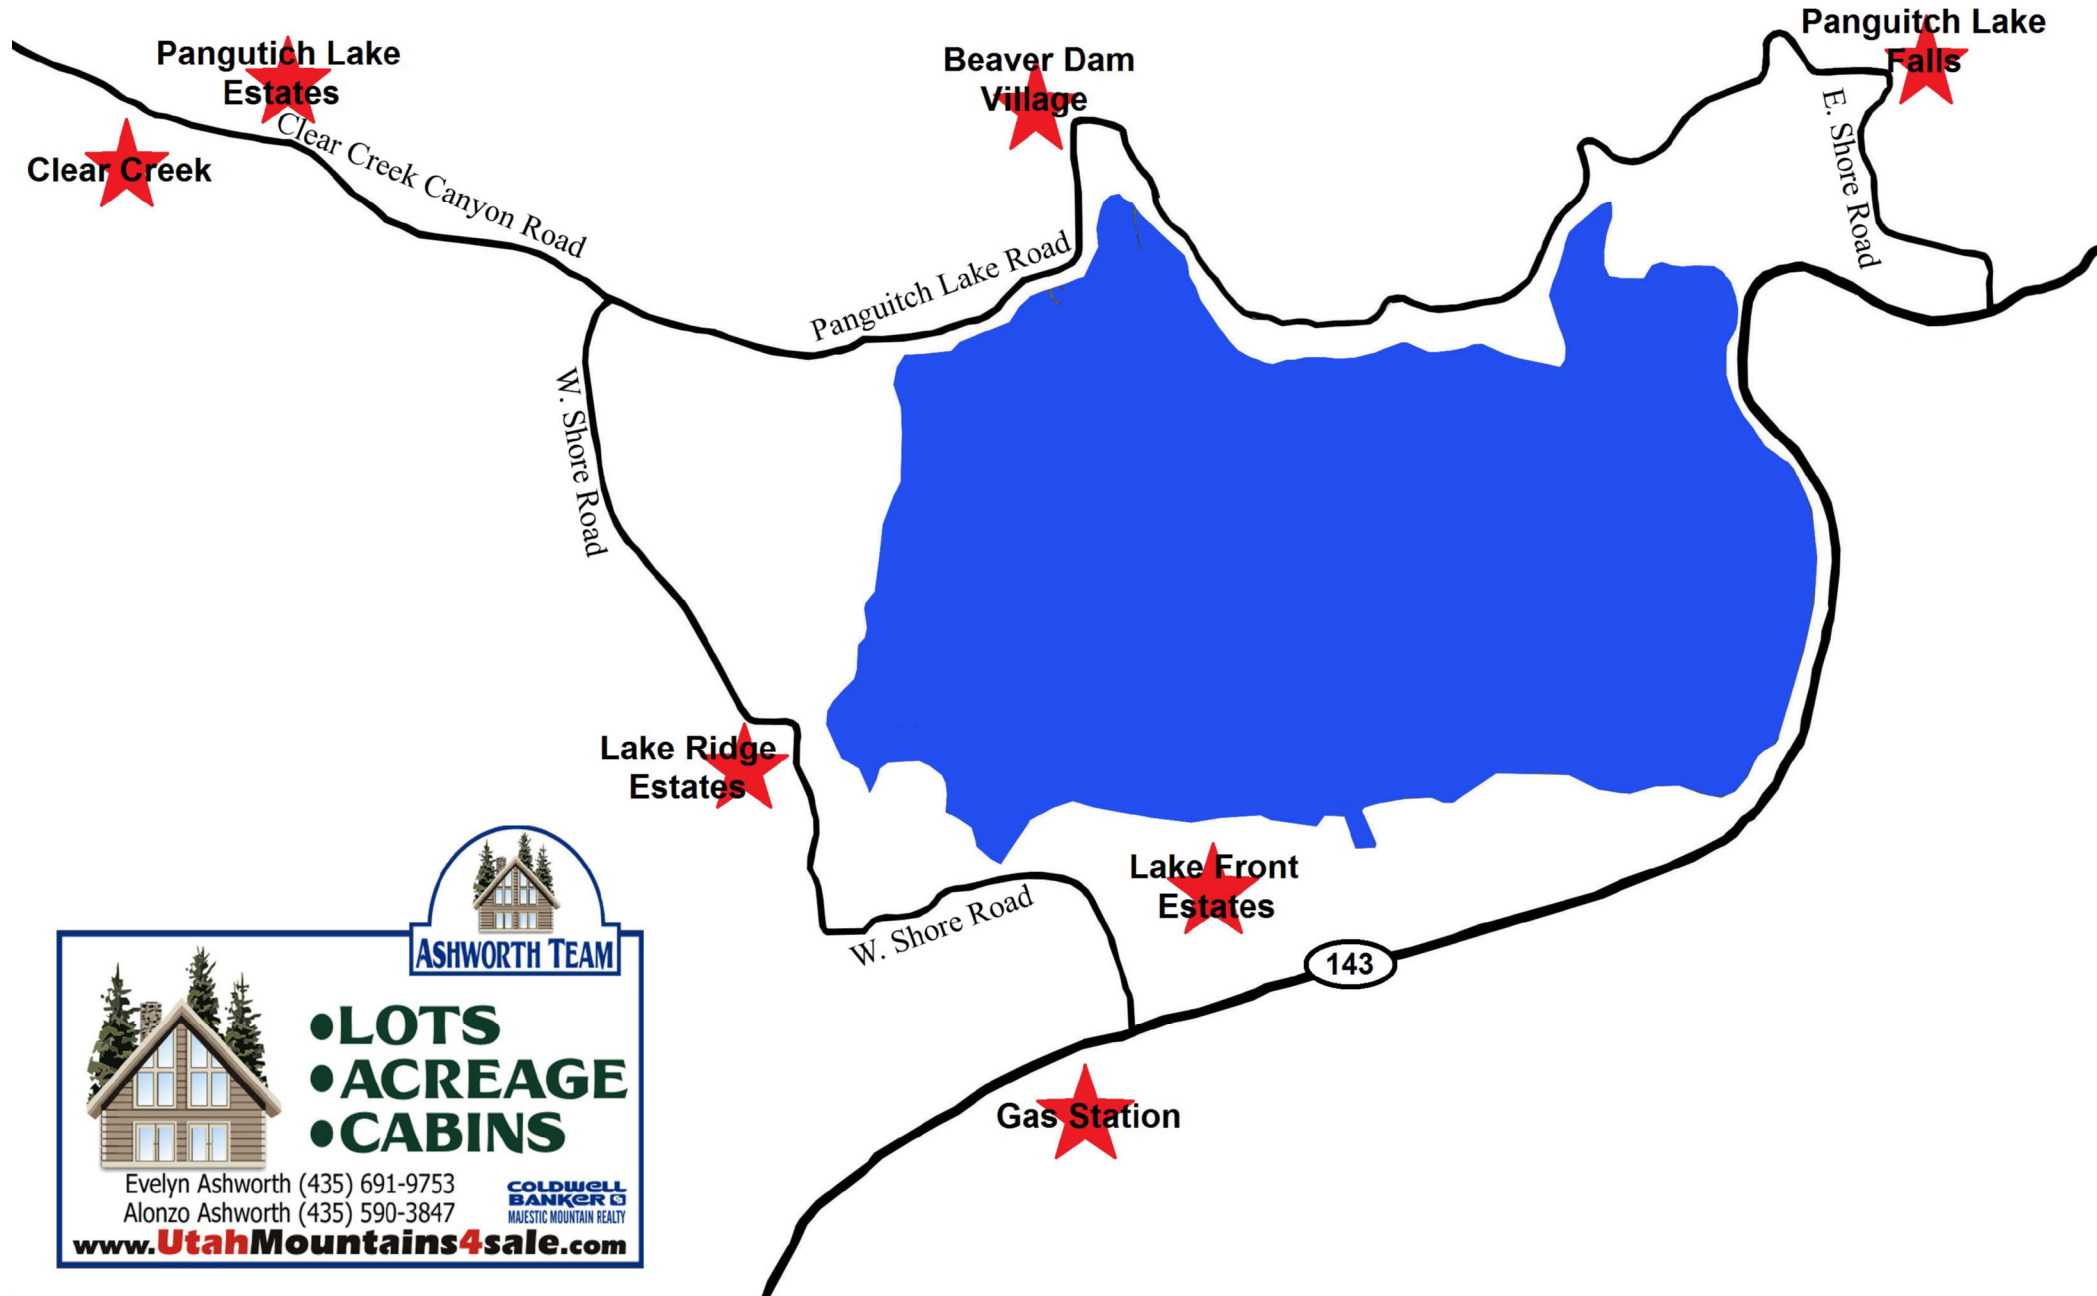 Pangutich Lake
Estates
Clear Creek
Clear Creek Canyon Road
Beaver Dam
Village
Panguitch Lake Road
Panguitch Lake
Falls
E. Shore Road
W. Shore Road
Lake Ridge
Estates
W. Shore Road
Lake Front
Estates
143
Gas Station
ASHWORTH TEAM
•LOTS
•ACREAGE
•CABINS
Evelyn Ashworth (435) 691-9753
Alonzo Ashworth (435) 590-3847
COLDWELL
BANKER CB
MAJESTIC MOUNTAIN REALTY
www.UtahMountains4sale.com